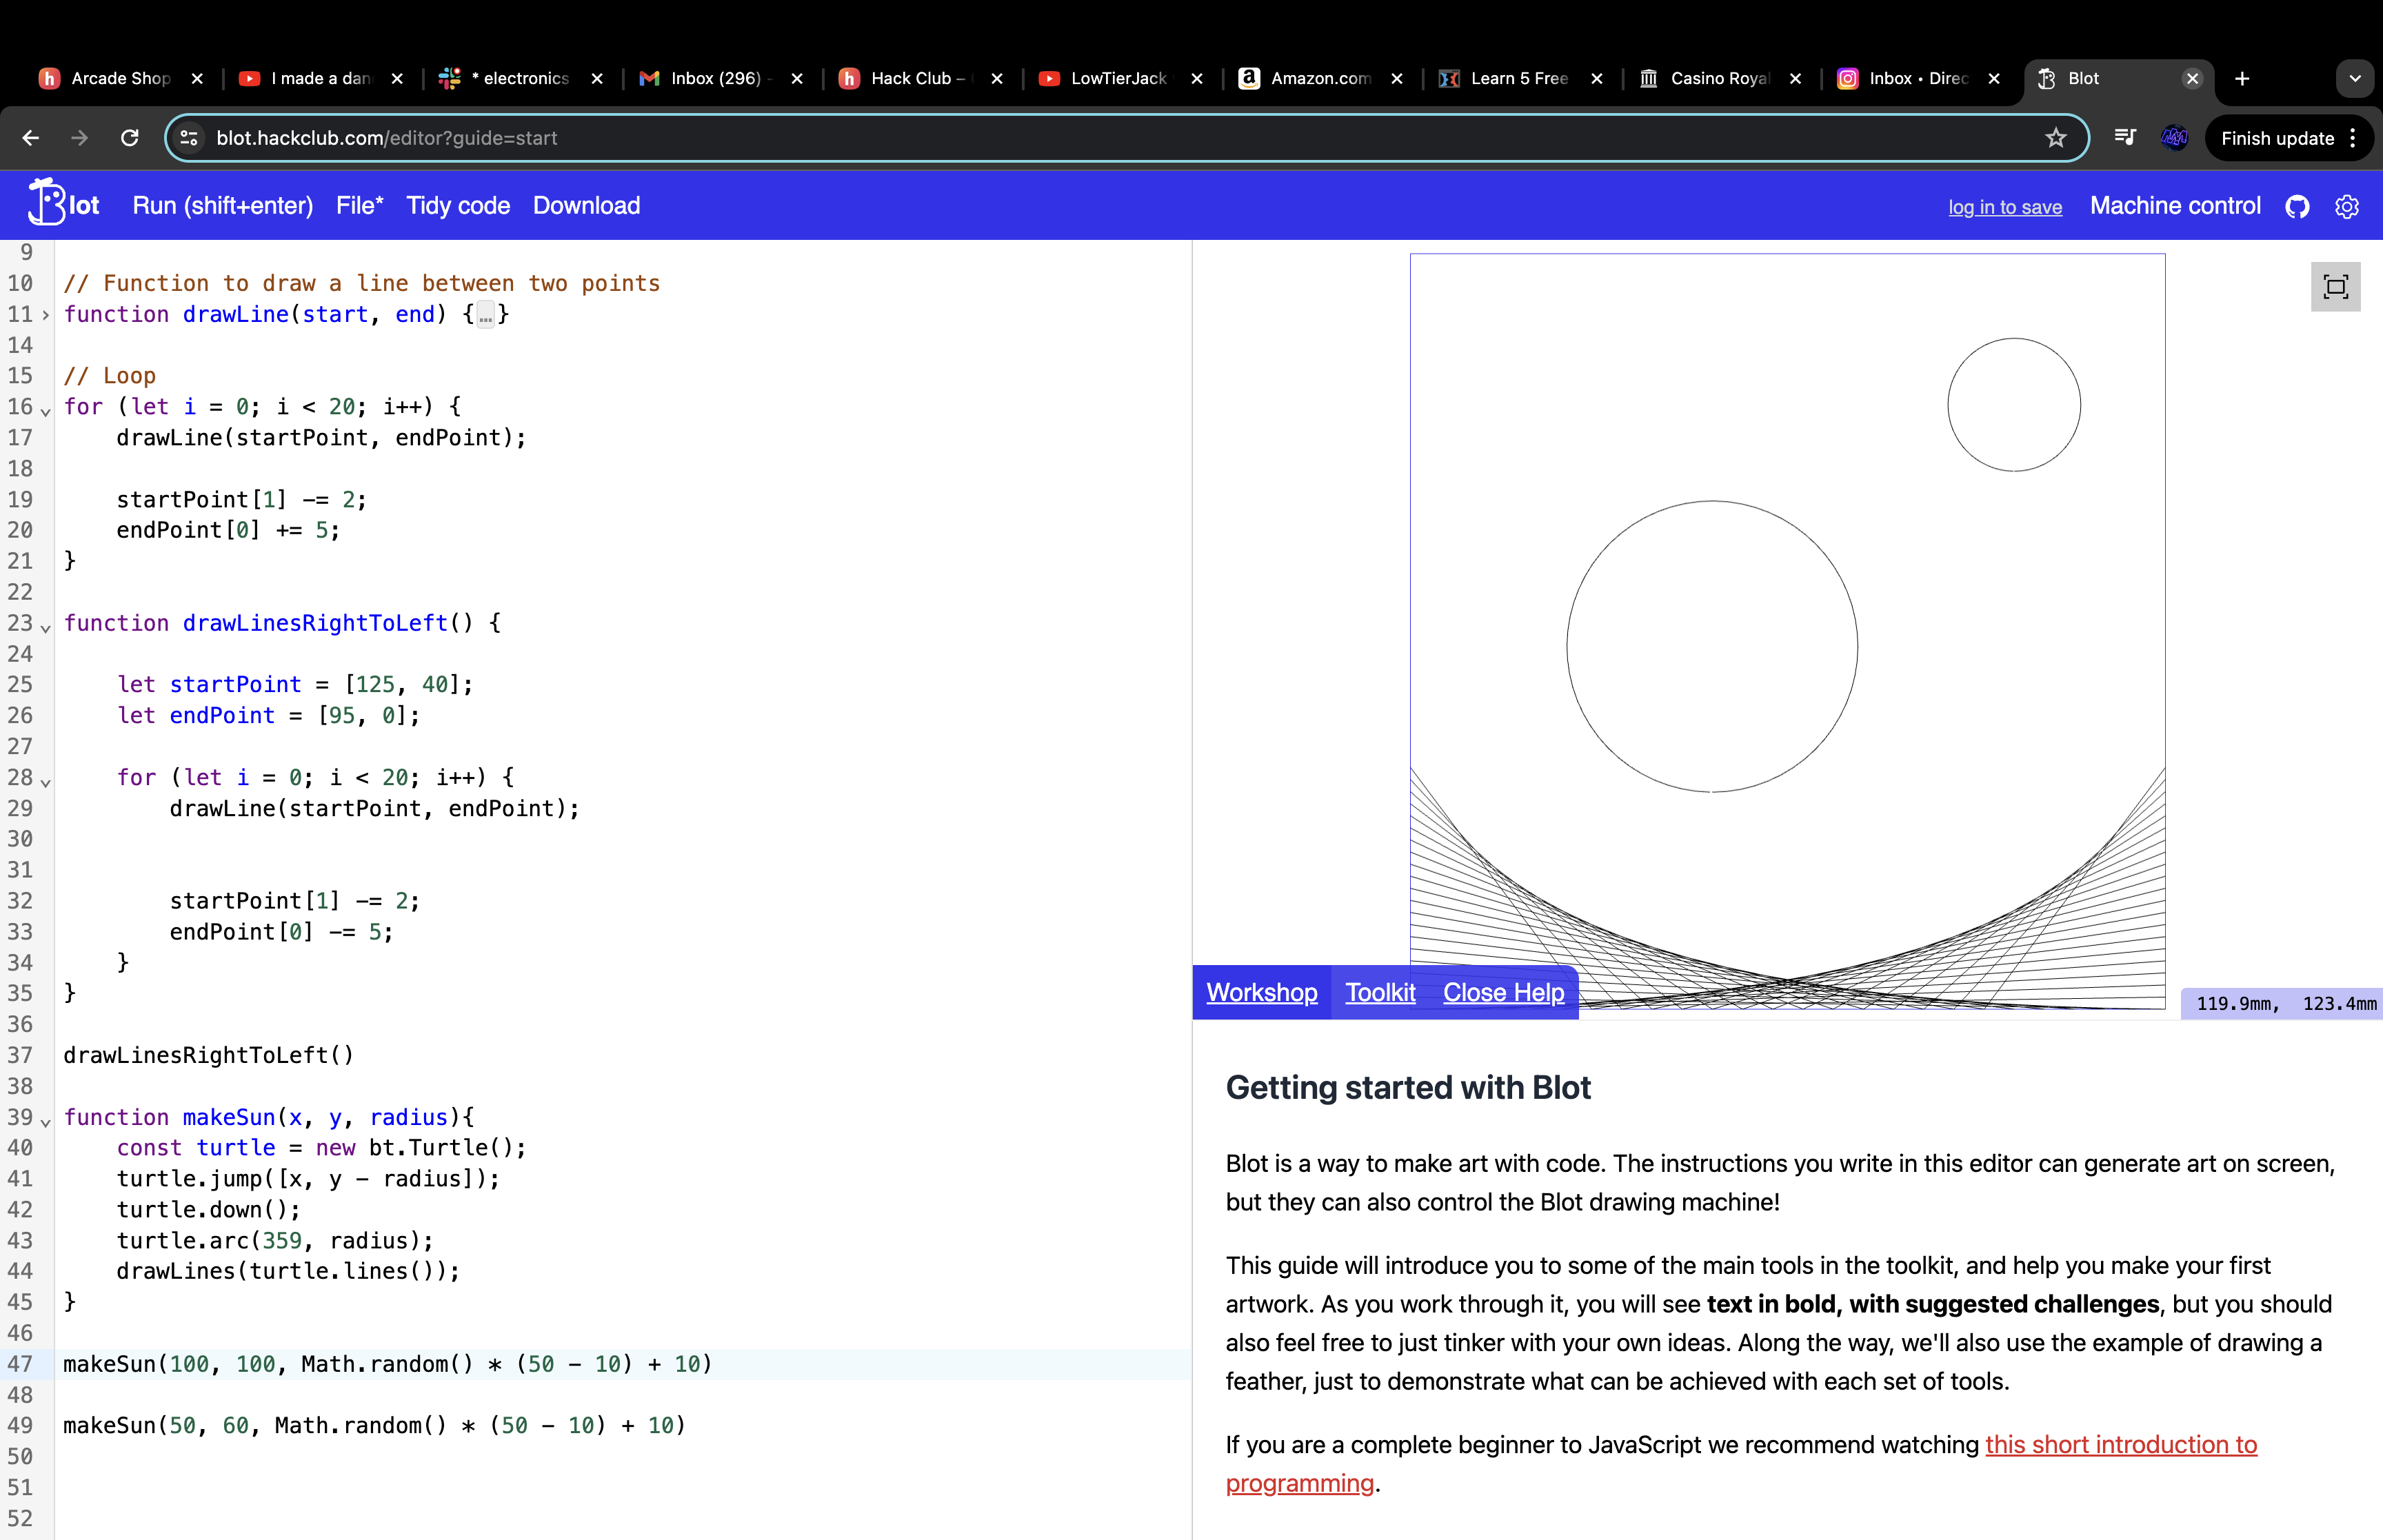 Arcade Shop
I made a dan
* electronics
Inbox (296) -
Hack Club –
LowTierJack
Amazon.com
Learn 5 Free
Casino Royal
Inbox • Direc
Blot
blot.hackclub.com/editor?guide=start
Finish update
Blot
Run (shift+enter)
File*
Tidy code
Download
log in to save
Machine control
9
10 // Function to draw a line between two points
11 function drawLine(start, end) {…}
14
15 // Loop
16 for (let i = 0; i < 20; i++) {
17 drawLine(startPoint, endPoint);
18
19 startPoint[1] -= 2;
20 endPoint[0] += 5;
21 }
22
23 function drawLinesRightToLeft() {
24
25 let startPoint = [125, 40];
26 let endPoint = [95, 0];
27
28 for (let i = 0; i < 20; i++) {
29 drawLine(startPoint, endPoint);
30
31
32 startPoint[1] -= 2;
33 endPoint[0] -= 5;
34 }
35 }
36
37 drawLinesRightToLeft()
38
39 function makeSun(x, y, radius){
40 const turtle = new bt.Turtle();
41 turtle.jump([x, y - radius]);
42 turtle.down();
43 turtle.arc(359, radius);
44 drawLines(turtle.lines());
45 }
46
47 makeSun(100, 100, Math.random() * (50 - 10) + 10)
48
49 makeSun(50, 60, Math.random() * (50 - 10) + 10)
50
51
52
Workshop
Toolkit
Close Help
119.9mm, 123.4mm
Getting started with Blot
Blot is a way to make art with code. The instructions you write in this editor can generate art on screen,
but they can also control the Blot drawing machine!
This guide will introduce you to some of the main tools in the toolkit, and help you make your first
artwork. As you work through it, you will see text in bold, with suggested challenges, but you should
also feel free to just tinker with your own ideas. Along the way, we'll also use the example of drawing a
feather, just to demonstrate what can be achieved with each set of tools.
If you are a complete beginner to JavaScript we recommend watching this short introduction to
programming.